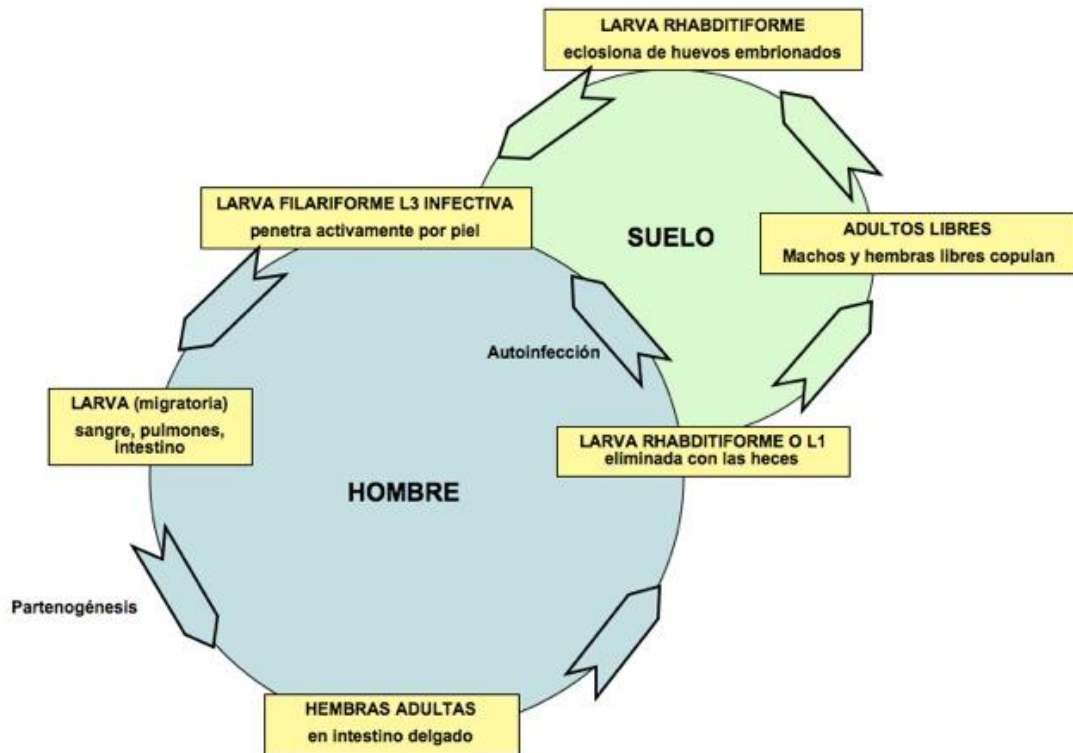 LARVA RHABDITIFORME
eclosiona de huevos embrionados
LARVA FILARIFORME L3 INFECTIVA
penetra activamente por piel
SUELO
ADULTOS LIBRES
Machos y hembras libres copulan
Autoinfección
LARVA (migratoria)
sangre, pulmones,
intestino
LARVA RHABDITIFORME O L1
eliminada con las heces
HOMBRE
Partenogénesis
HEMBRAS ADULTAS
en intestino delgado